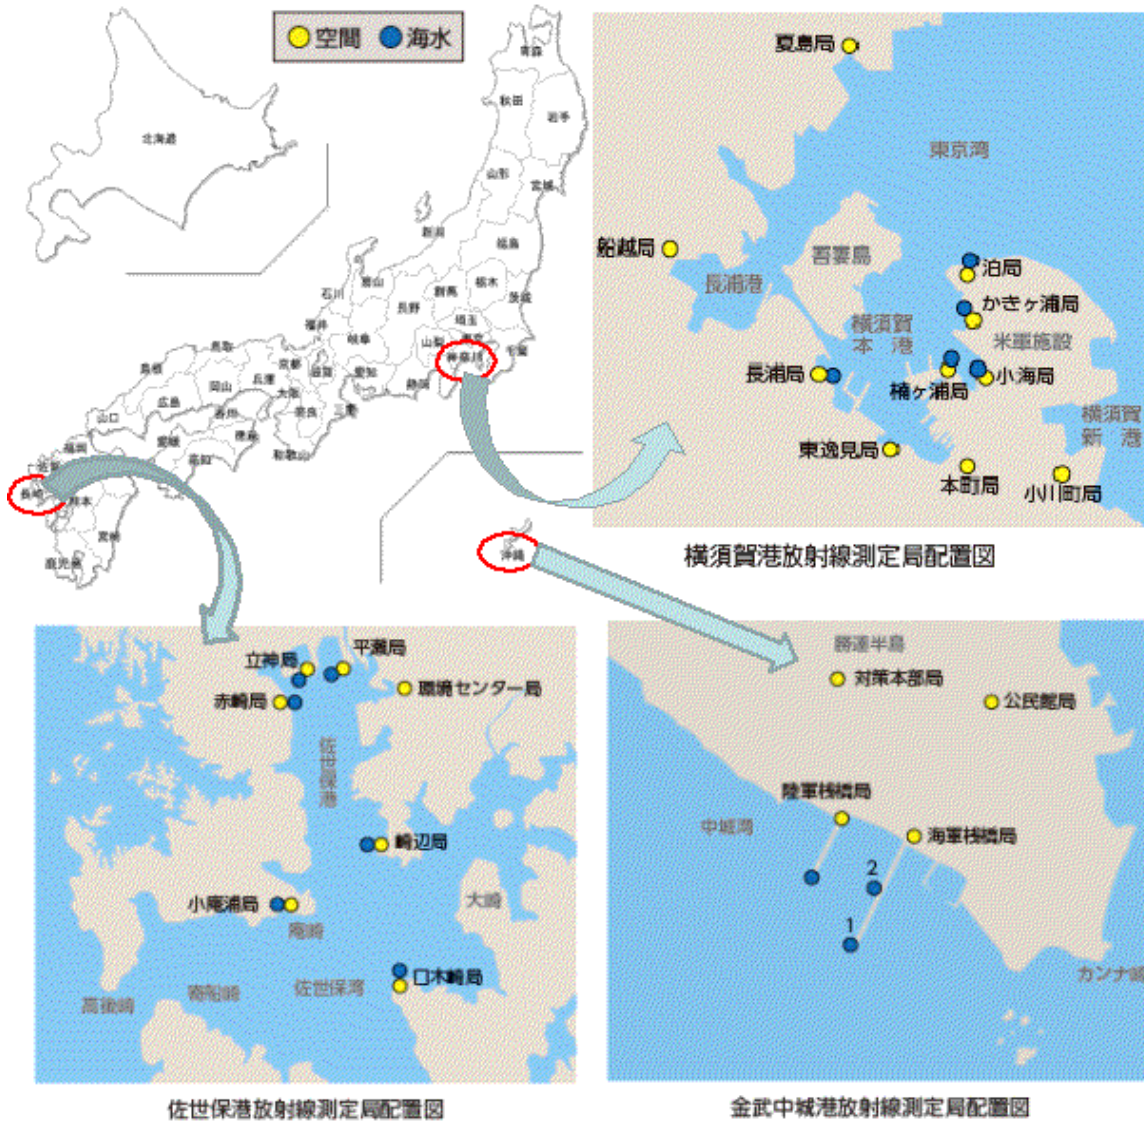 空間 海水
北海道
青森
秋田
岩手
山形
宮城
新潟
福島
富山
石川
群馬
栃木
茨城
長野
埼玉
福井
岐阜
山梨
東京
神奈川
千葉
静岡
愛知
滋賀
京都
兵庫
大阪
奈良
三重
和歌山
鳥取
島根
岡山
広島
山口
香川
徳島
愛媛
高知
福岡
佐賀
長崎
熊本
宮崎
鹿児島
沖縄
夏島局
東京湾
船越局
吾妻島
長浦港
泊局
かきヶ浦局
横須賀
本港
米軍施設
長浦局
楠ヶ浦局
小海局
横須賀
新港
東逸見局
本町局
小川町局
横須賀港放射線測定局配置図
平瀬局
立神局
環境センター局
赤崎局
佐世保港
崎辺局
大崎
小庵浦局
庵崎
口木崎局
佐世保湾
寄船崎
高後崎
佐世保港放射線測定局配置図
勝連半島
対策本部局
公民館局
陸軍桟橋局
中城湾
海軍桟橋局
2
1
カンナ崎
金武中城港放射線測定局配置図